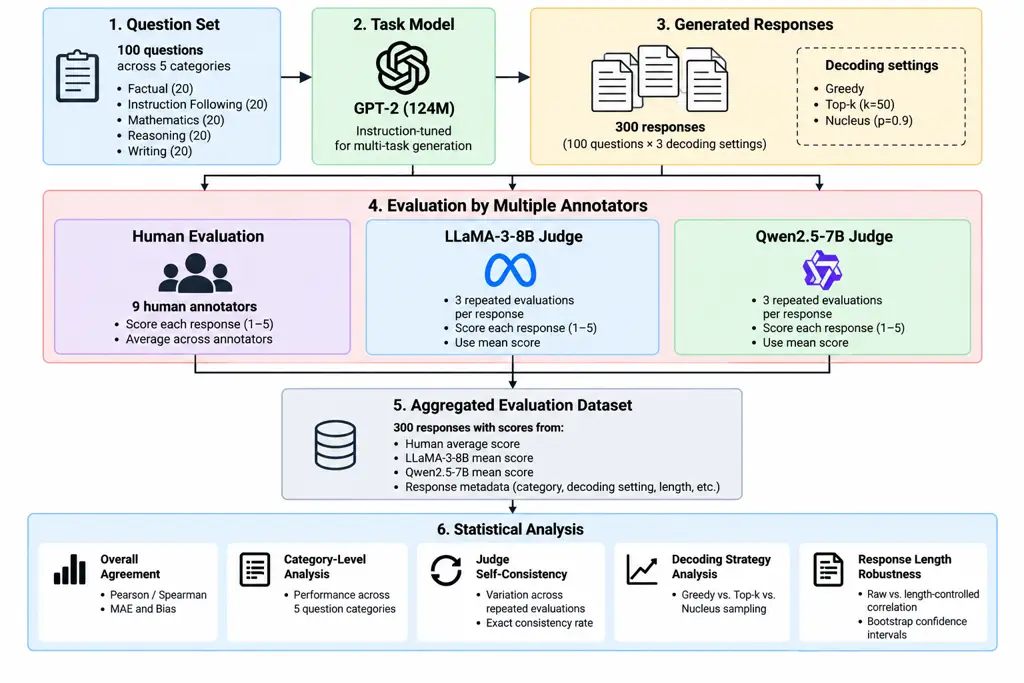 1. Question Set
100 questions
across 5 categories
• Factual (20)
• Instruction Following (20)
• Mathematics (20)
• Reasoning (20)
• Writing (20)
2. Task Model
GPT-2 (124M)
Instruction-tuned
for multi-task generation
3. Generated Responses
300 responses
(100 questions × 3 decoding settings)
Decoding settings
• Greedy
• Top-k (k=50)
• Nucleus (p=0.9)
4. Evaluation by Multiple Annotators
Human Evaluation
9 human annotators
• Score each response (1–5)
• Average across annotators
LLaMA-3-8B Judge
• 3 repeated evaluations
per response
• Score each response (1–5)
• Use mean score
Qwen2.5-7B Judge
• 3 repeated evaluations
per response
• Score each response (1–5)
• Use mean score
5. Aggregated Evaluation Dataset
300 responses with scores from:
• Human average score
• LLaMA-3-8B mean score
• Qwen2.5-7B mean score
• Response metadata (category, decoding setting, length, etc.)
6. Statistical Analysis
Overall
Agreement
• Pearson / Spearman
• MAE and Bias
Category-Level
Analysis
• Performance across
5 question categories
Judge
Self-Consistency
• Variation across
repeated evaluations
• Exact consistency rate
Decoding Strategy
Analysis
• Greedy vs. Top-k vs.
Nucleus sampling
Response Length
Robustness
• Raw vs. length-controlled
correlation
• Bootstrap confidence
intervals